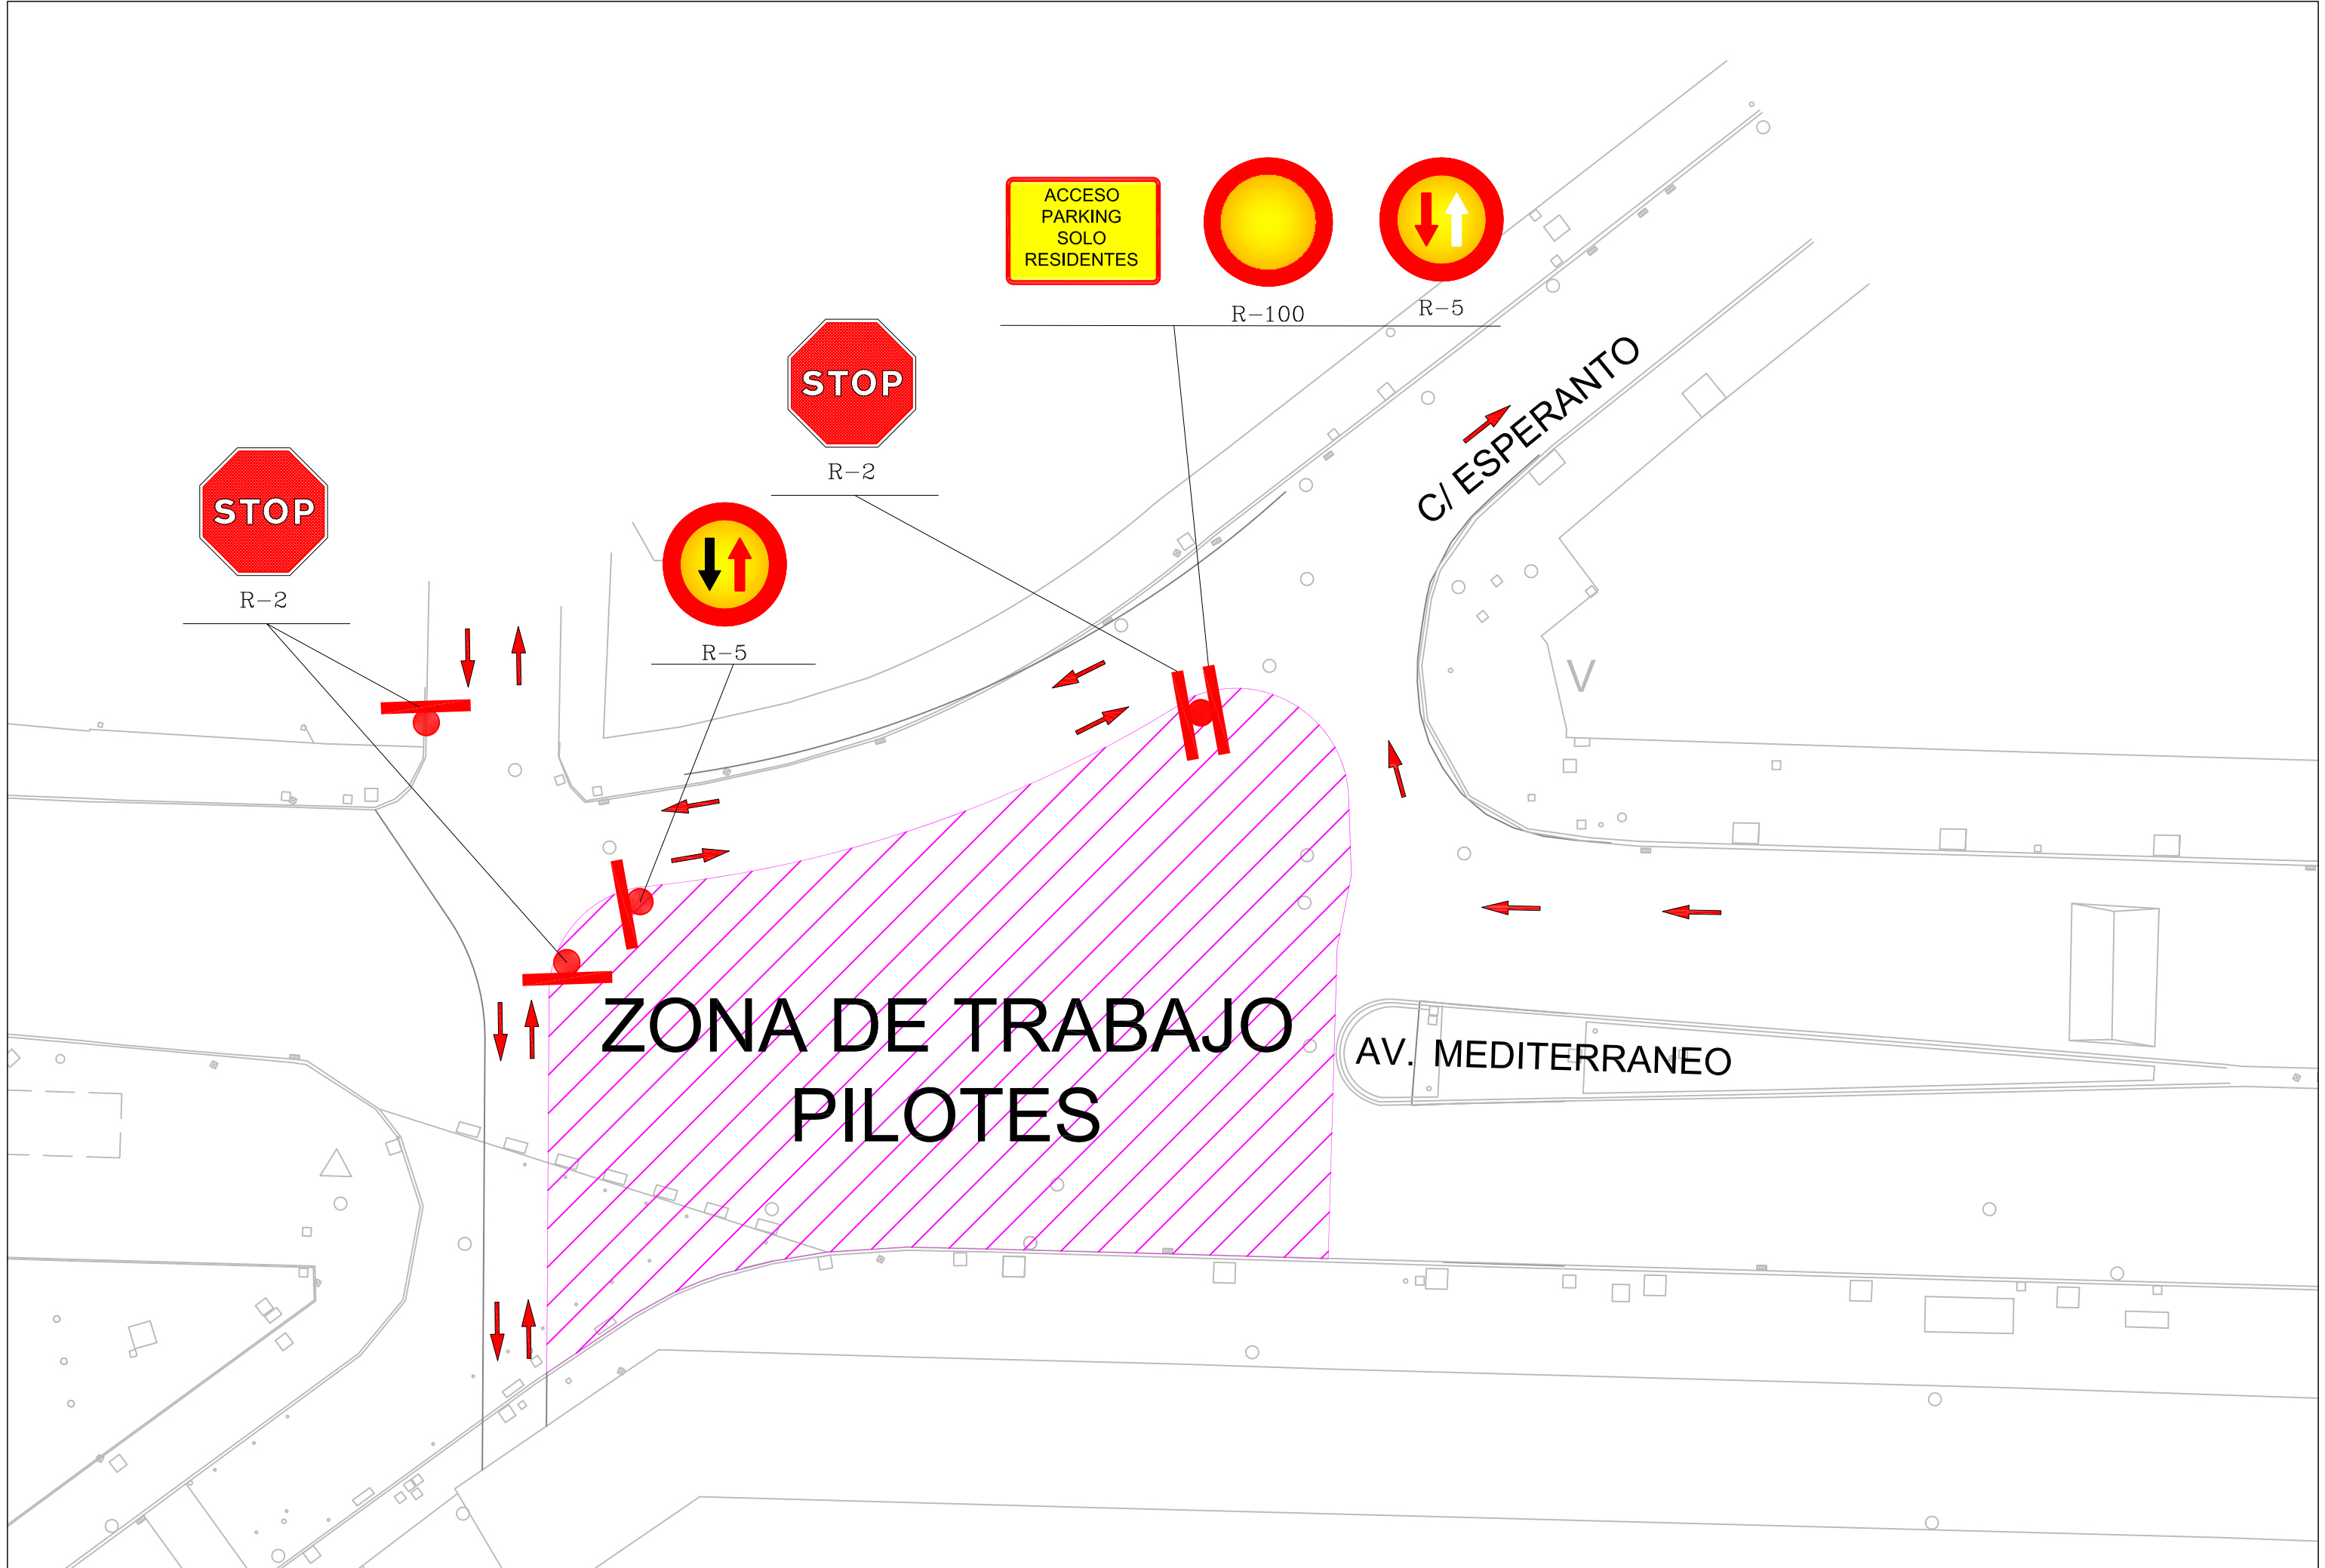 ACCESO
PARKING
SOLO
RESIDENTES
R-100
R-5
STOP
R-2
C/ ESPERANTO
STOP
R-2
R-5
V
ZONA DE TRABAJO
PILOTES
AV. MEDITERRANEO